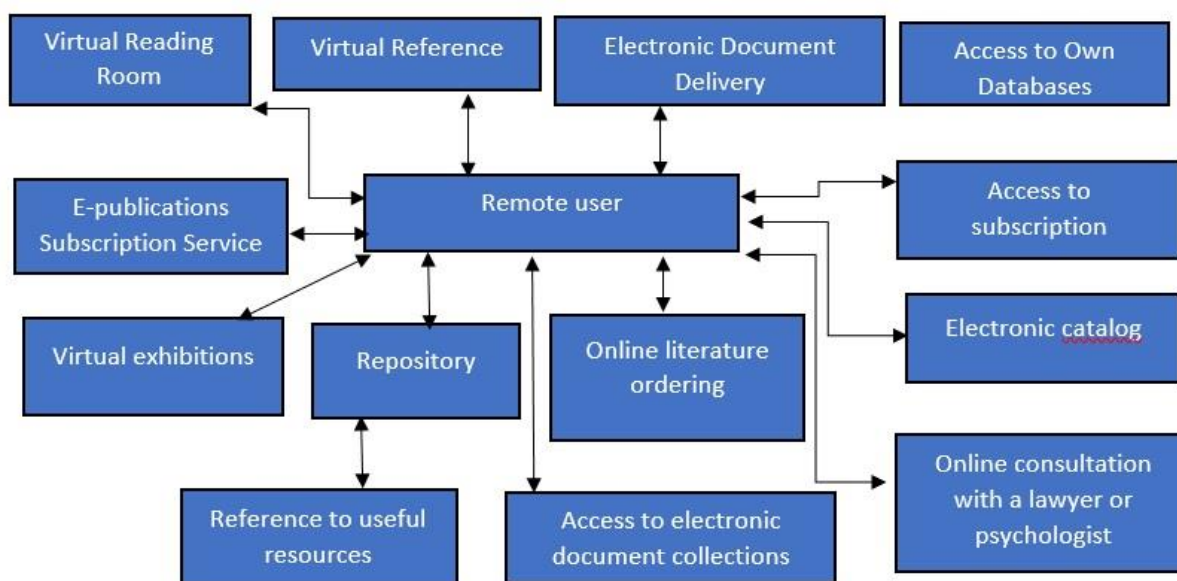 Virtual Reading
Room
Virtual Reference
Electronic Document
Delivery
Access to Own
Databases
E-publications
Subscription Service
Remote user
Access to
subscription
Virtual exhibitions
Repository
Online literature
ordering
Electronic catalog
Reference to useful
resources
Access to electronic
document collections
Online consultation
with a lawyer or
psychologist